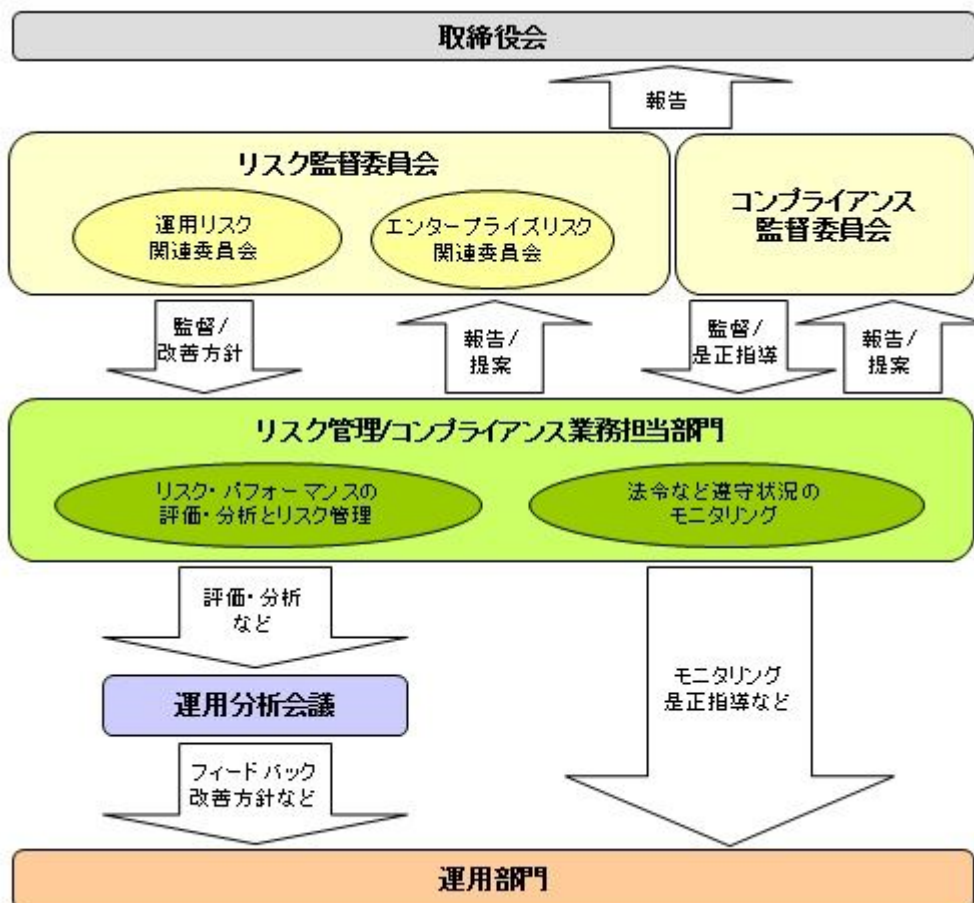 取締役会
報告
リスク監督委員会
運用リスク
関連委員会
エンタープライズリスク
関連委員会
コンプライアンス
監督委員会
監督/
改善方針
報告/
提案
監督/
是正指導
報告/
提案
リスク管理/コンプライアンス業務担当部門
リスク・パフォーマンスの
評価・分析とリスク管理
法令など遵守状況の
モニタリング
評価・分析
など
運用分析会議
モニタリング
是正指導など
フィードバック
改善方針など
運用部門